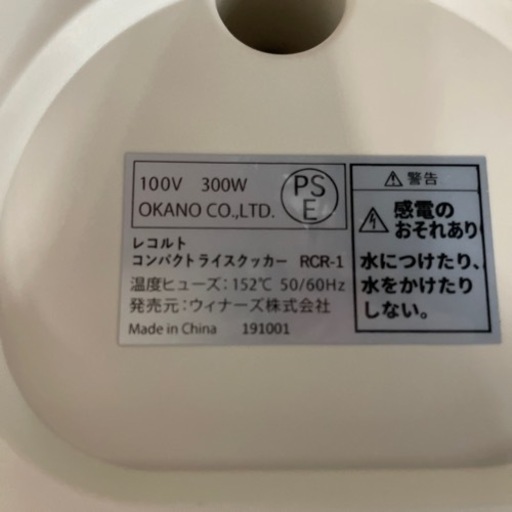 100V 300W
OKANO CO.,LTD.
PS
E
レコルト
コンパクトライスクッカー RCR-1
温度ヒューズ:152℃ 50/60Hz
発売元:ウィナーズ株式会社
Made in China 191001
警告
感電の
おそれあり
水につけたり、
水をかけたり
しない。